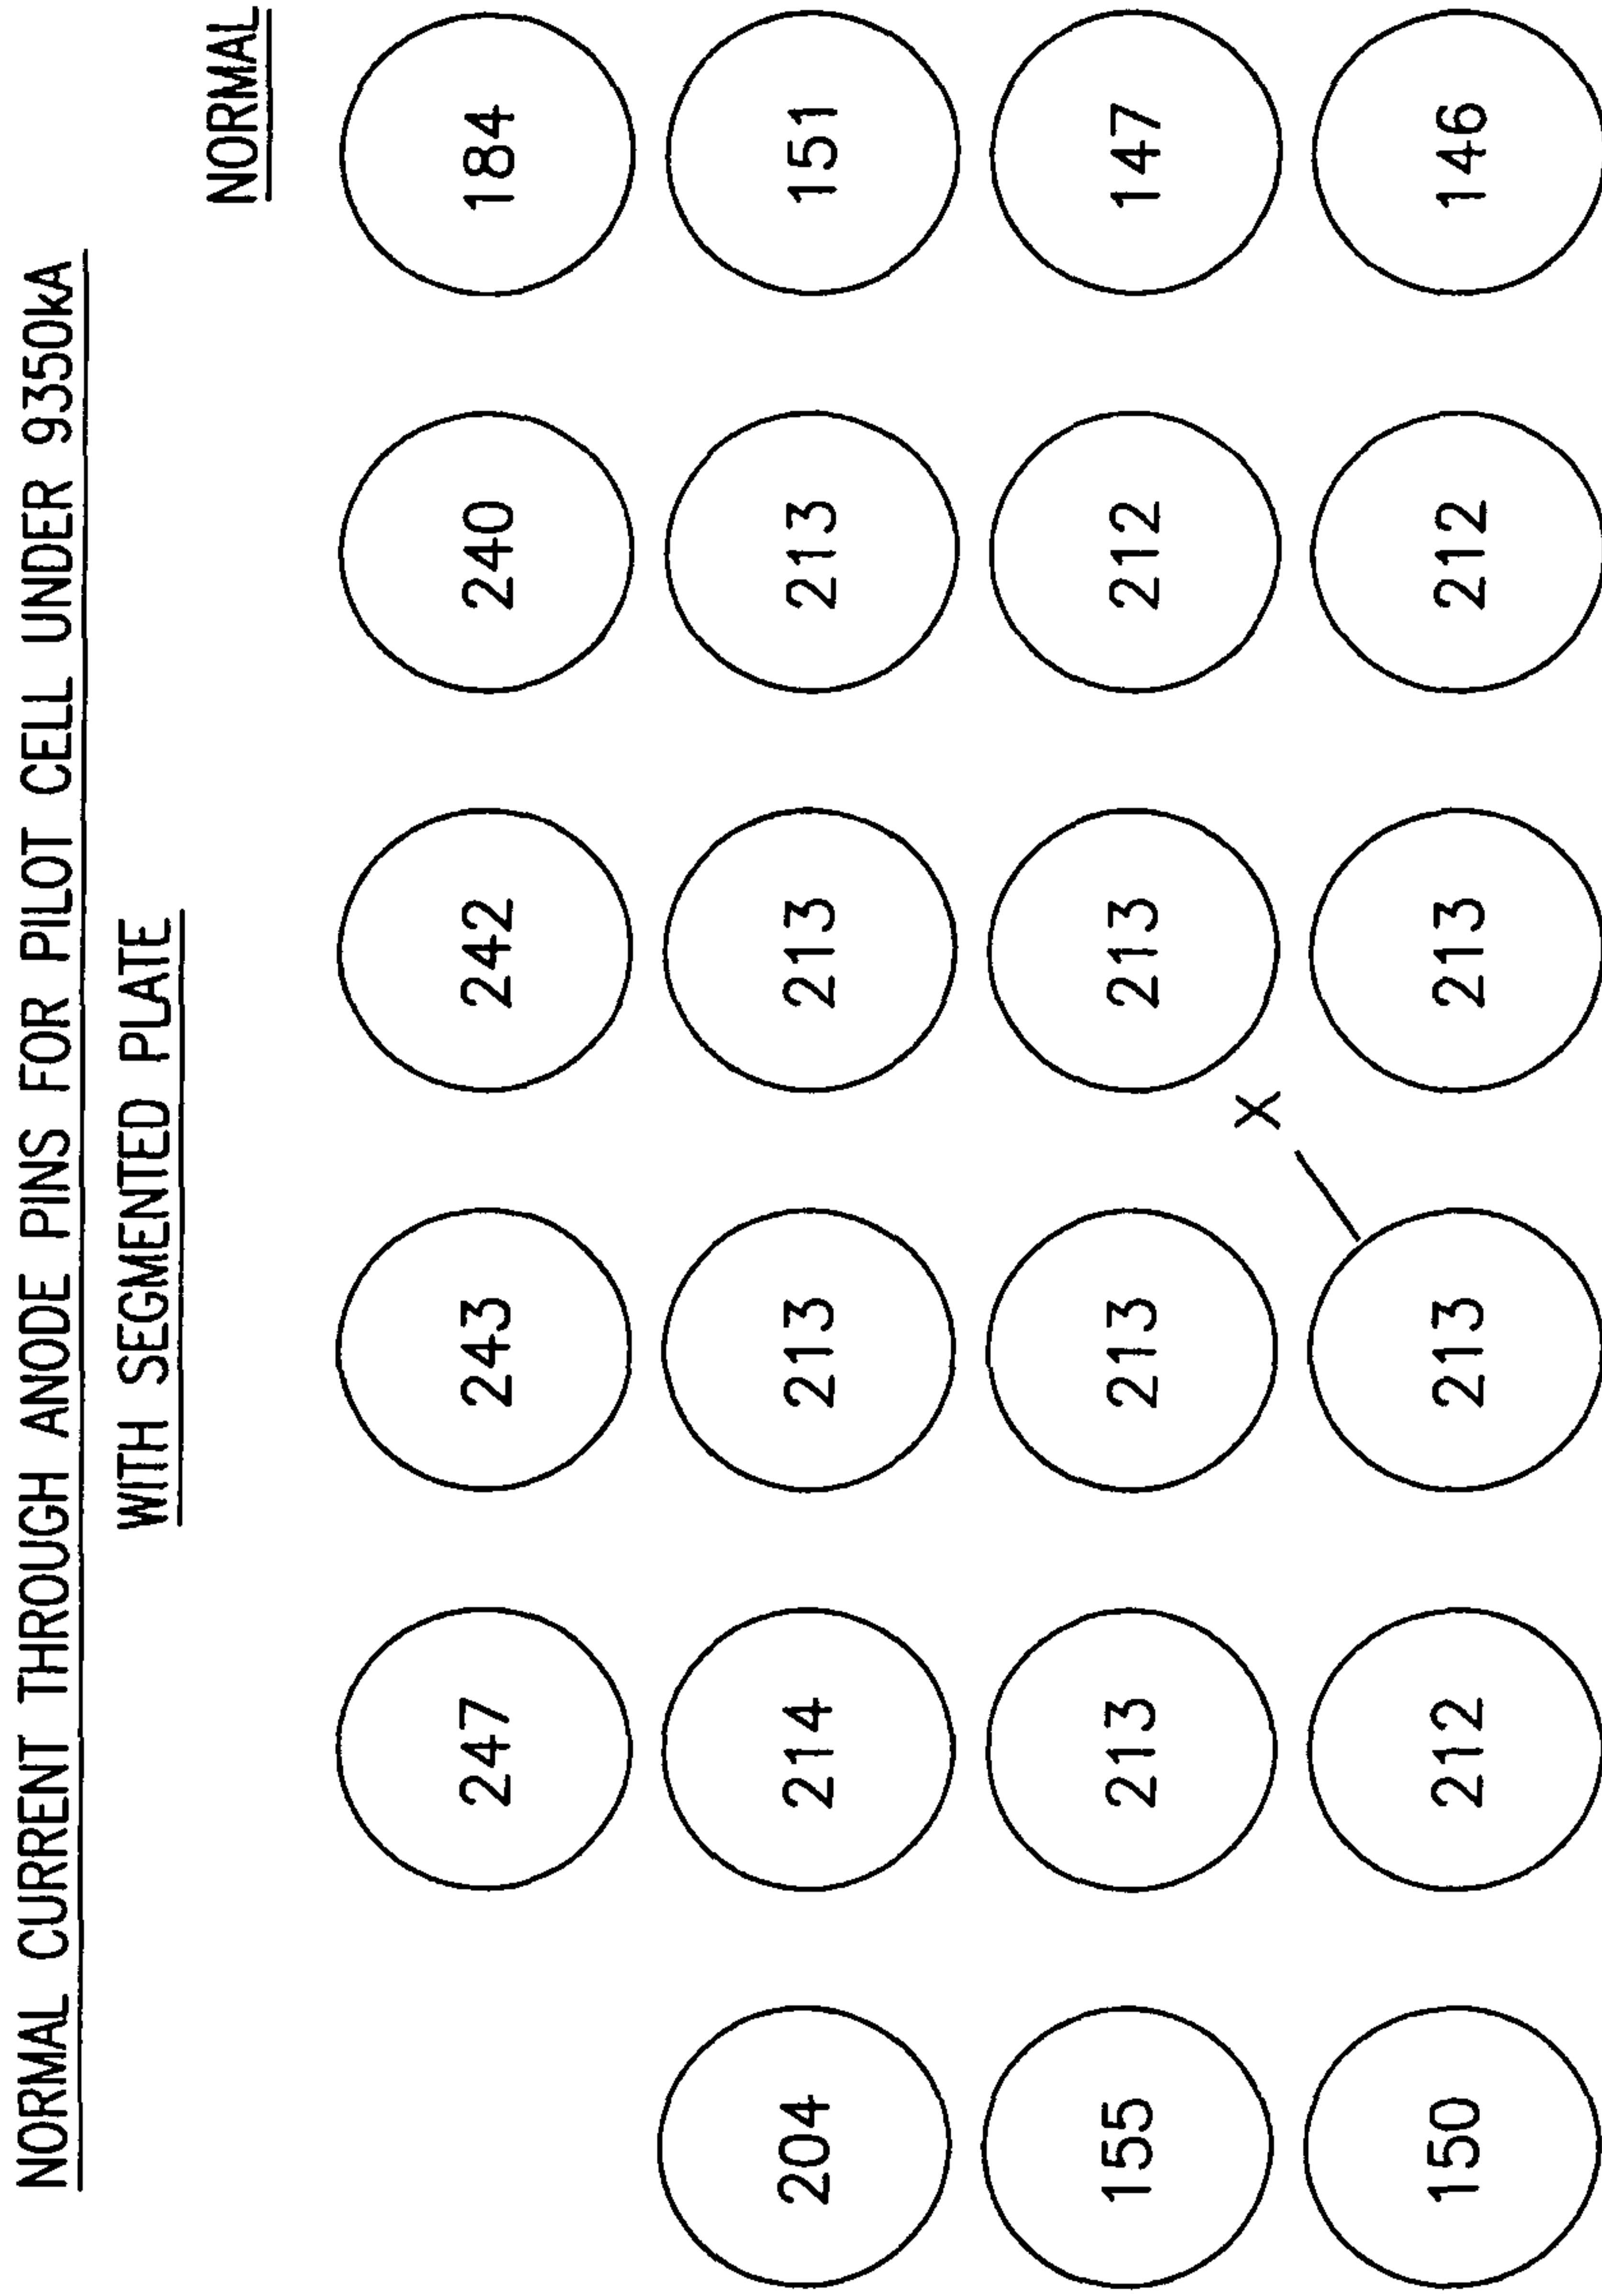 NORMAL CURRENT THROUGH ANODE PINS FOR PILOT CELL UNDER 9350kA
WITH SEGMENTED PLATE
NORMAL
247 243 242 240 184
204 214 213 213 213 151
155 213 213 213 212 147
X
150 212 213 213 212 146